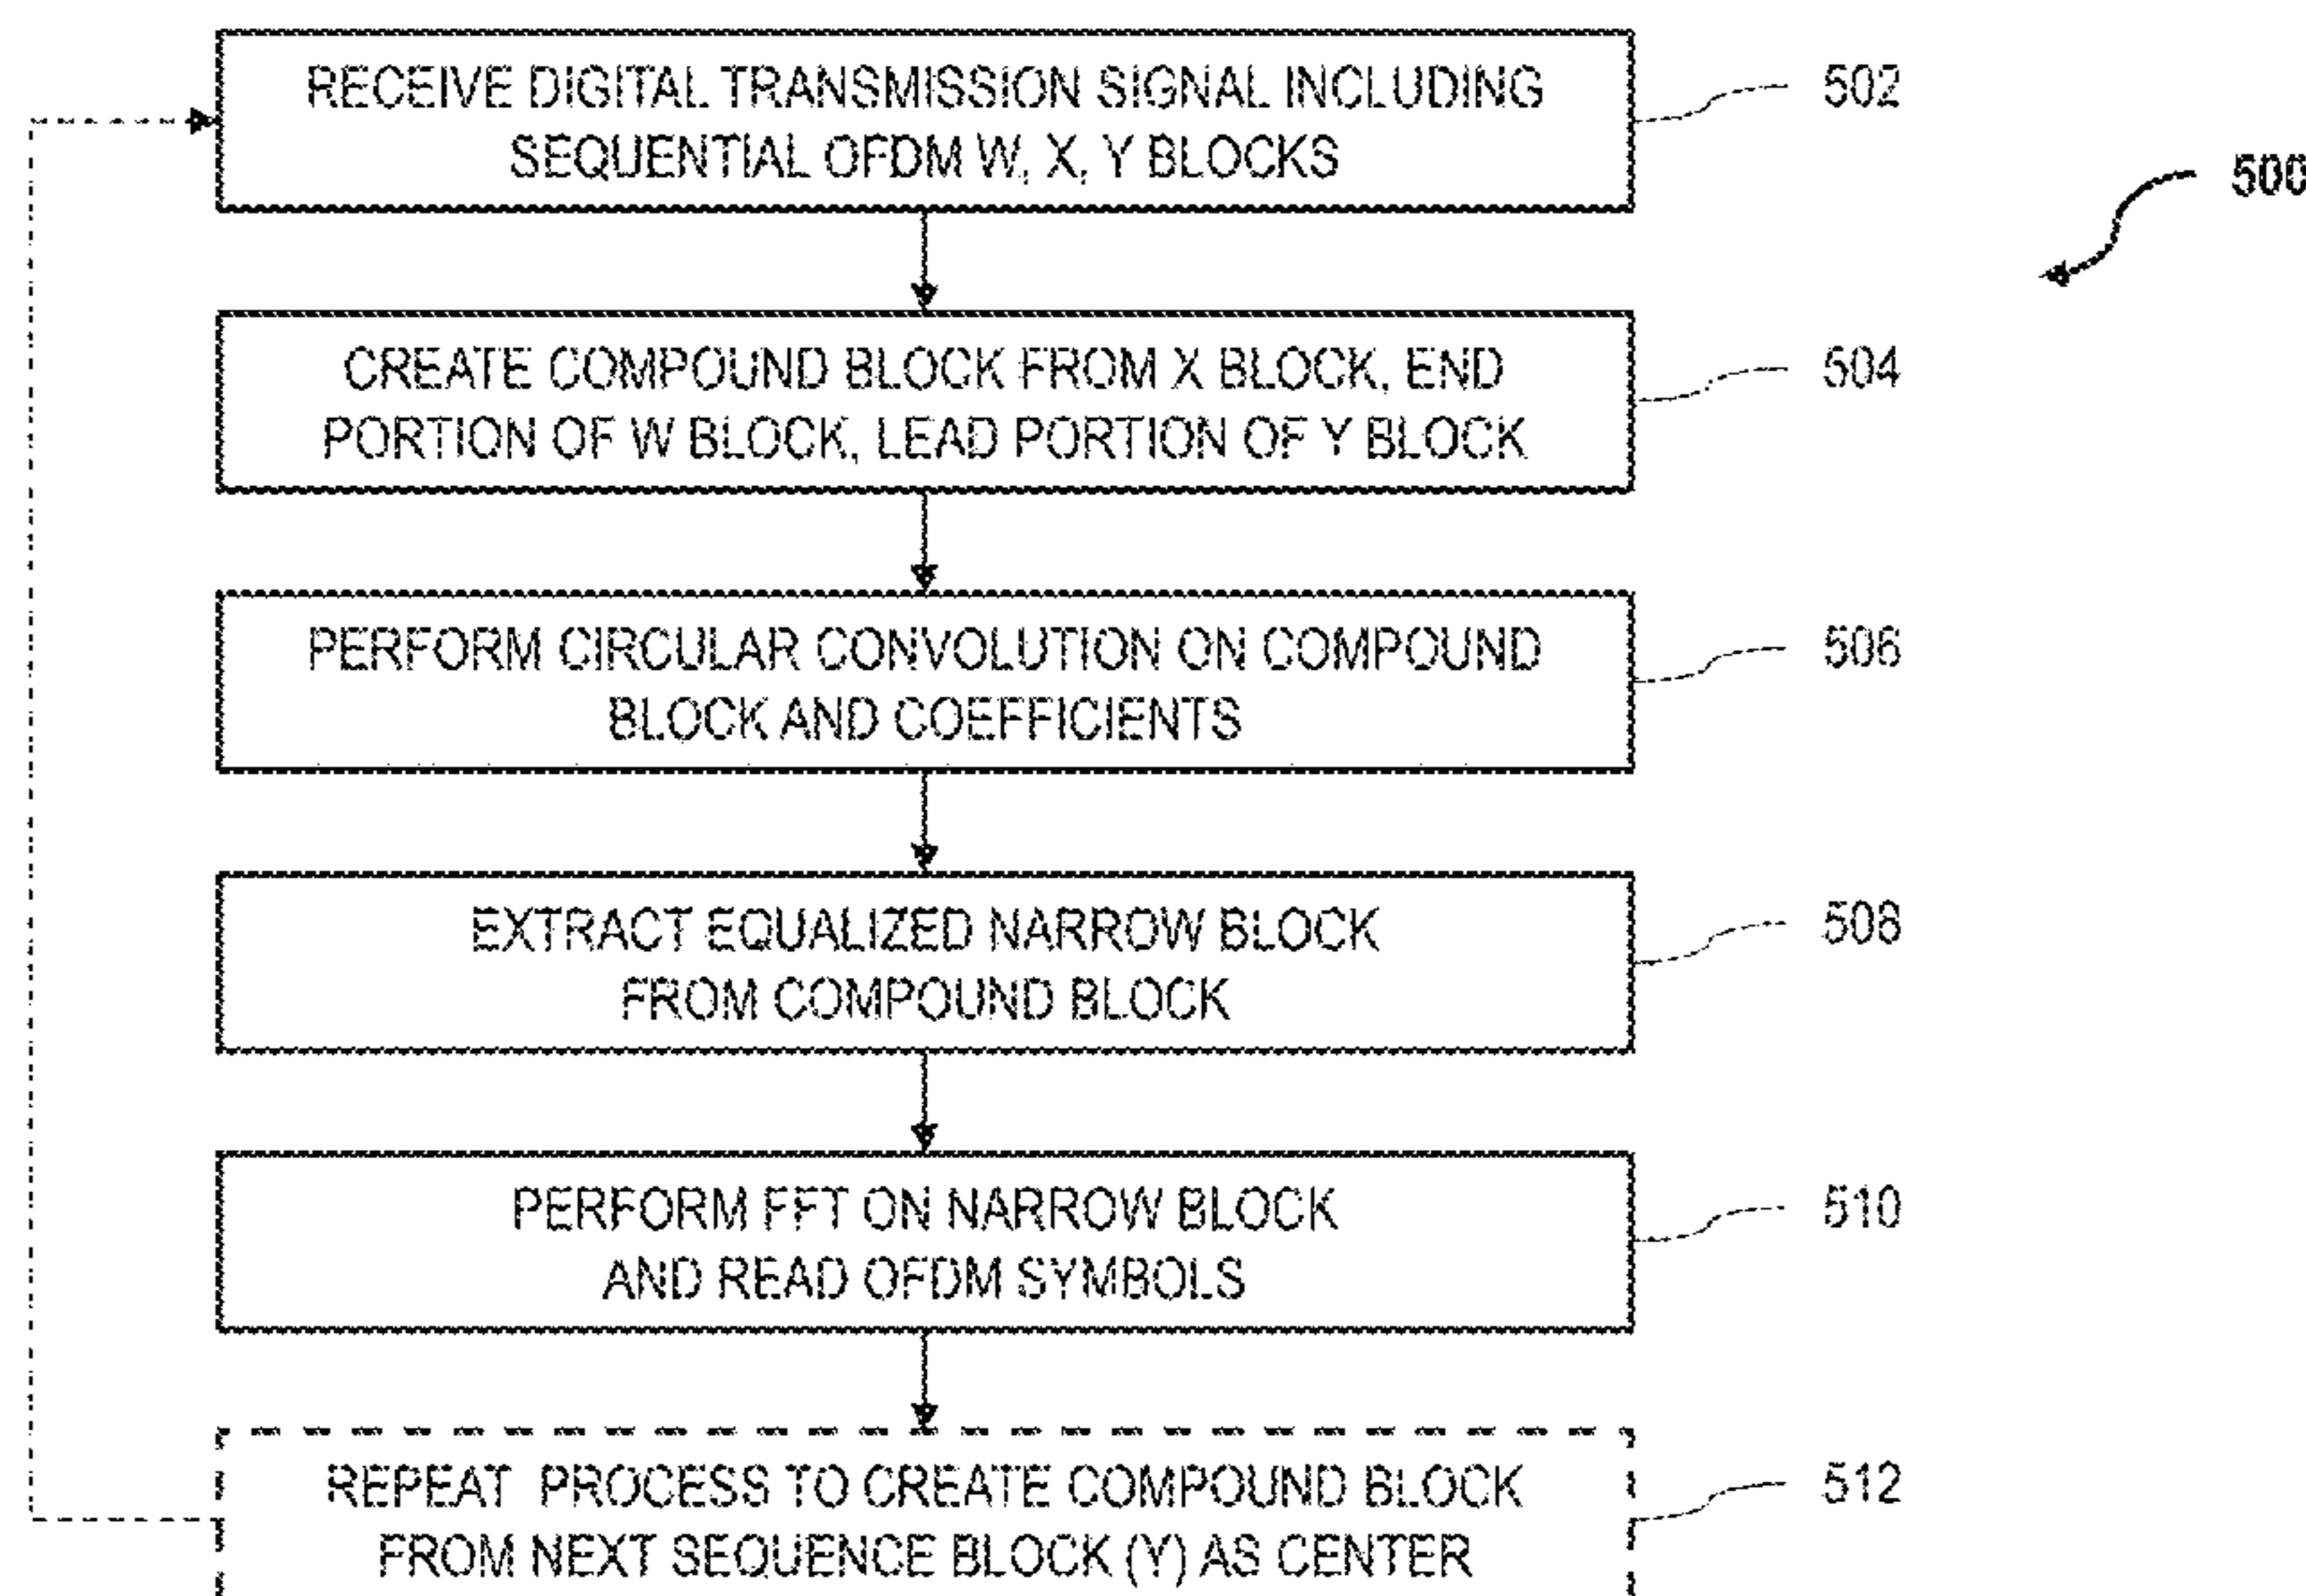 RECEIVE DIGITAL TRANSMISSION SIGNAL INCLUDING
SEQUENTIAL OFDM W, X, Y BLOCKS
502
500
CREATE COMPOUND BLOCK FROM X BLOCK, END
PORTION OF W BLOCK, LEAD PORTION OF Y BLOCK
504
PERFORM CIRCULAR CONVOLUTION ON COMPOUND
BLOCK AND COEFFICIENTS
506
EXTRACT EQUALIZED NARROW BLOCK
FROM COMPOUND BLOCK
508
PERFORM FFT ON NARROW BLOCK
AND READ OFDM SYMBOLS
510
REPEAT PROCESS TO CREATE COMPOUND BLOCK
FROM NEXT SEQUENCE BLOCK (Y) AS CENTER
512